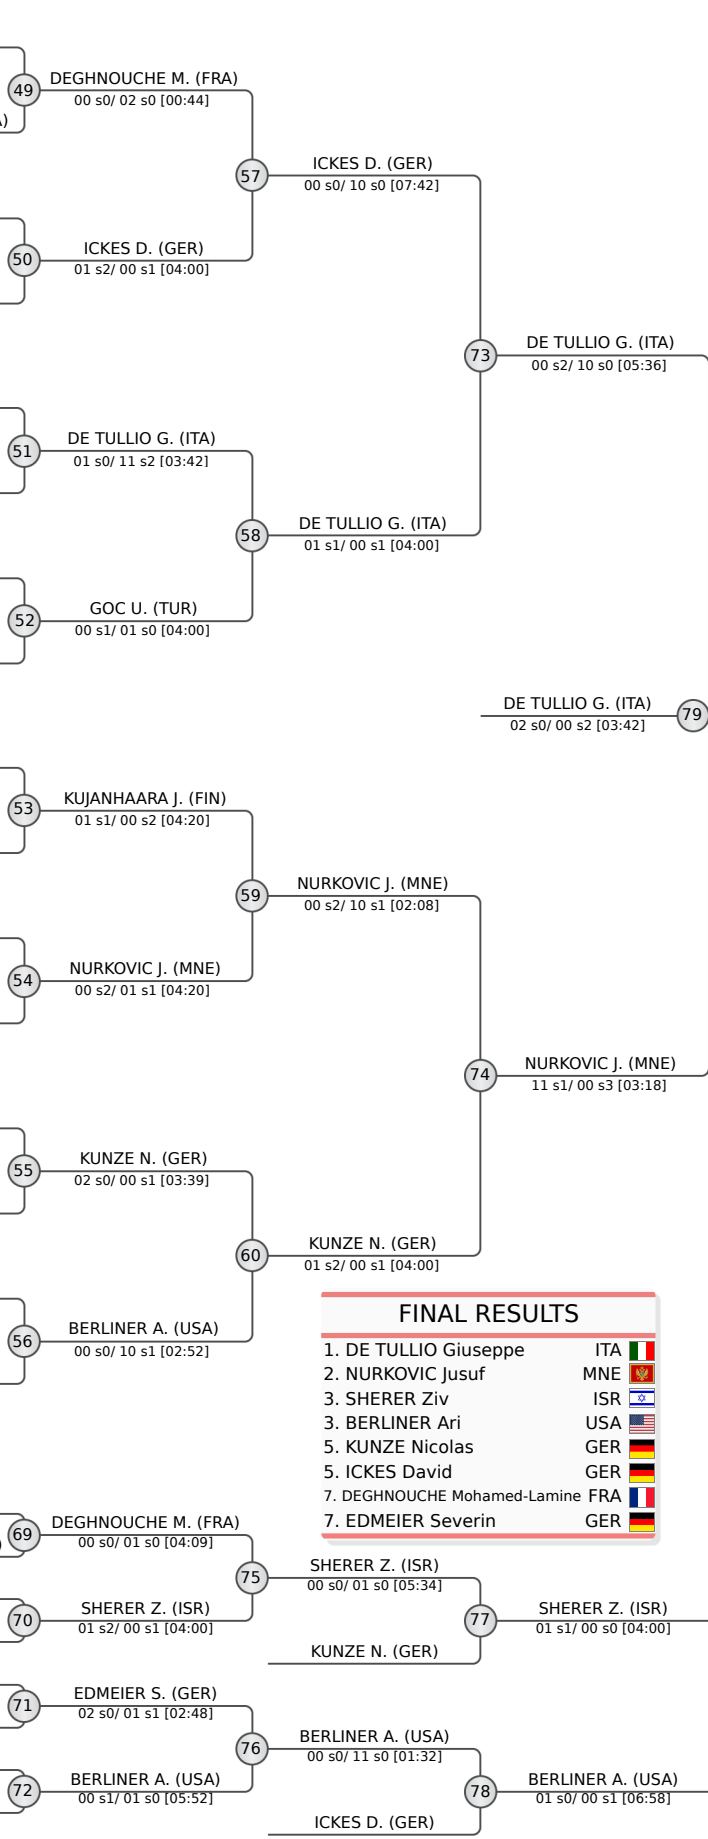 DEGHNOUCHE M. (FRA)
49
00 s0/ 02 s0 [00:44]
)
ICKES D. (GER)
57
00 s0/ 10 s0 [07:42]
ICKES D. (GER)
50
01 s2/ 00 s1 [04:00]
DE TULLIO G. (ITA)
73
00 s2/ 10 s0 [05:36]
DE TULLIO G. (ITA)
51
01 s0/ 11 s2 [03:42]
DE TULLIO G. (ITA)
58
01 s1/ 00 s1 [04:00]
GOC U. (TUR)
52
00 s1/ 01 s0 [04:00]
DE TULLIO G. (ITA)
79
02 s0/ 00 s2 [03:42]
KUJANHAARA J. (FIN)
53
01 s1/ 00 s2 [04:20]
NURKOVIC J. (MNE)
59
00 s2/ 10 s1 [02:08]
NURKOVIC J. (MNE)
54
00 s2/ 01 s1 [04:20]
NURKOVIC J. (MNE)
74
11 s1/ 00 s3 [03:18]
KUNZE N. (GER)
55
02 s0/ 00 s1 [03:39]
KUNZE N. (GER)
60
01 s2/ 00 s1 [04:00]
BERLINER A. (USA)
56
00 s0/ 10 s1 [02:52]
FINAL RESULTS
1. DE TULLIO Giuseppe ITA
2. NURKOVIC Jusuf MNE
3. SHERER Ziv ISR
3. BERLINER Ari USA
5. KUNZE Nicolas GER
5. ICKES David GER
7. DEGHNOUCHE Mohamed-Lamine FRA
7. EDMEIER Severin GER
DEGHNOUCHE M. (FRA)
69
00 s0/ 01 s0 [04:09]
)
SHERER Z. (ISR)
75
00 s0/ 01 s0 [05:34]
SHERER Z. (ISR)
70
01 s2/ 00 s1 [04:00]
SHERER Z. (ISR)
77
01 s1/ 00 s0 [04:00]
KUNZE N. (GER)
EDMEIER S. (GER)
71
02 s0/ 01 s1 [02:48]
BERLINER A. (USA)
76
00 s0/ 11 s0 [01:32]
BERLINER A. (USA)
72
00 s1/ 01 s0 [05:52]
BERLINER A. (USA)
78
01 s0/ 00 s1 [06:58]
ICKES D. (GER)